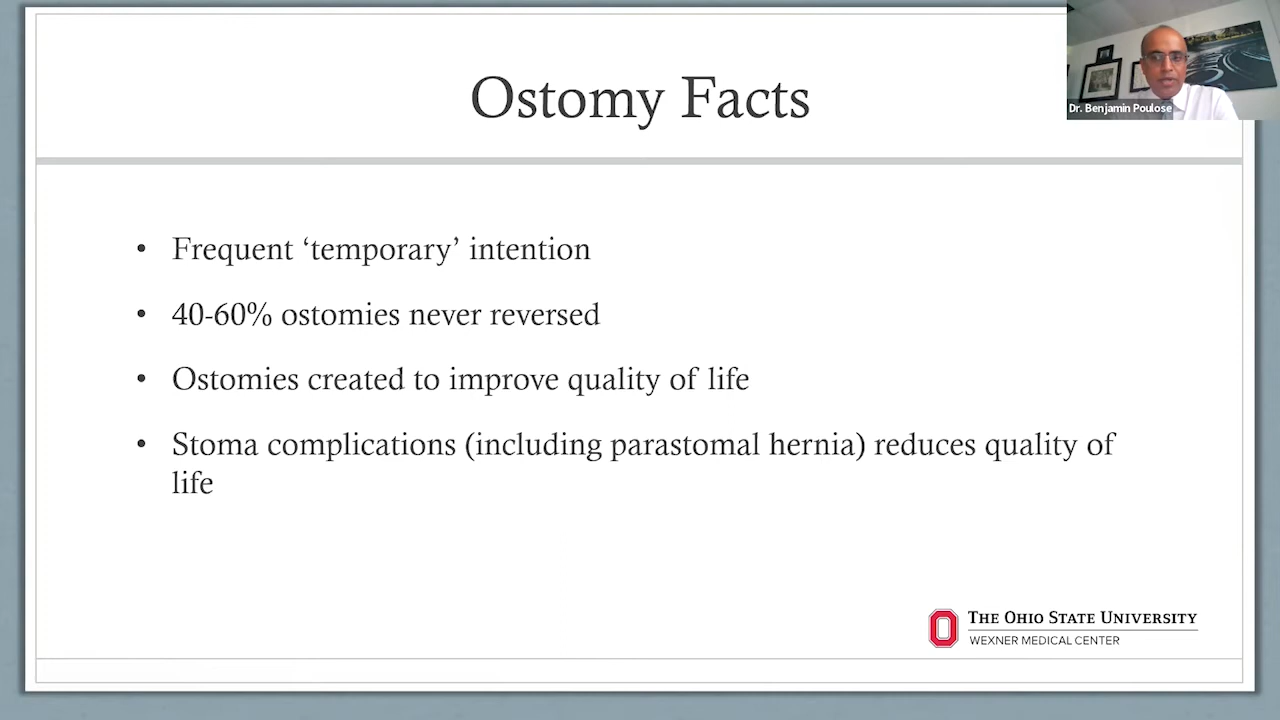 Ostomy Facts
Dr. Benjamin Poulose
• Frequent ‘temporary’ intention
• 40-60% ostomies never reversed
• Ostomies created to improve quality of life
• Stoma complications (including parastomal hernia) reduces quality of
life
THE OHIO STATE UNIVERSITY
WEXNER MEDICAL CENTER